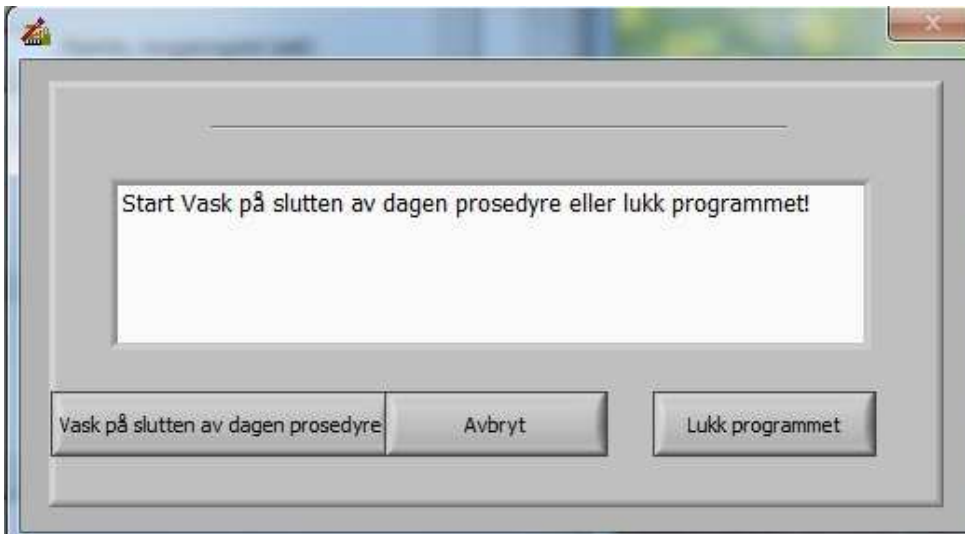 Start Vask på slutten av dagen prosedyre eller lukk programmet!
Vask på slutten av dagen prosedyre
Avbryt
Lukk programmet